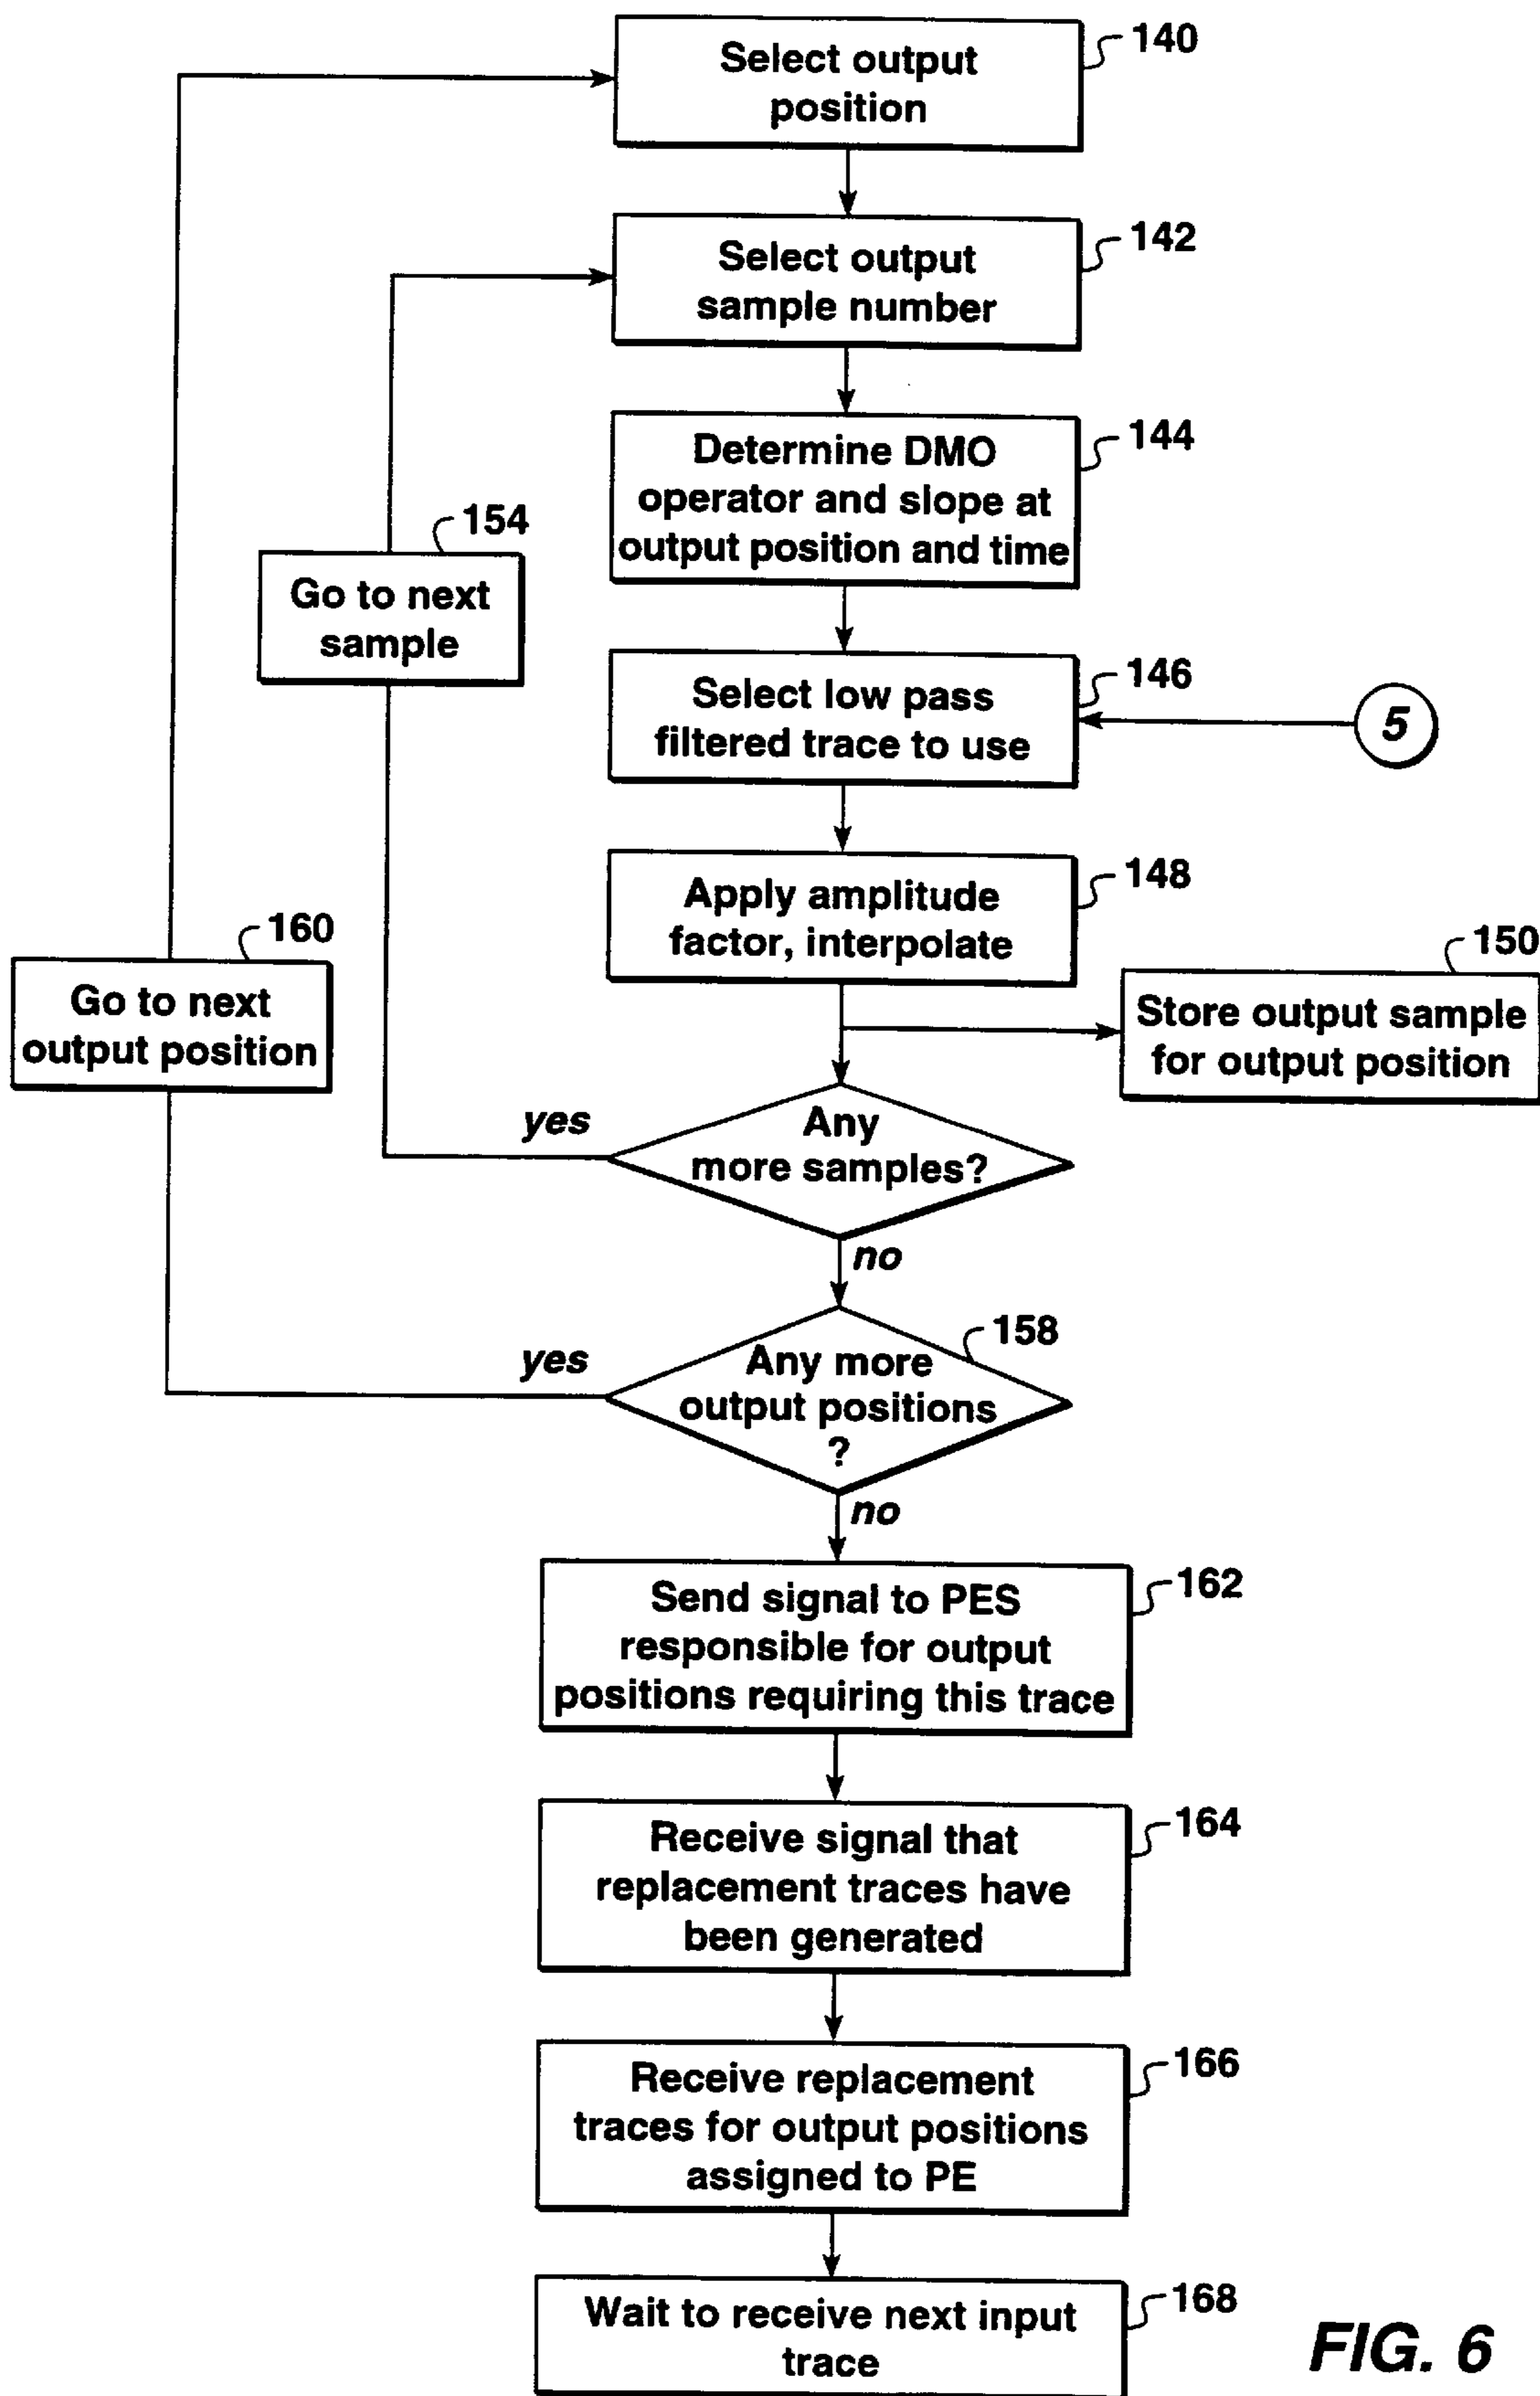 Select output
position
140
Select output
sample number
142
Determine DMO
operator and slope at
output position and time
144
154
Go to next
sample
Select low pass
filtered trace to use
146
5
Apply amplitude
factor, interpolate
148
160
Go to next
output position
150
Store output sample
for output position
yes
Any
more samples?
no
158
yes
Any more
output positions
?
no
Send signal to PES
responsible for output
positions requiring this trace
162
Receive signal that
replacement traces have
been generated
164
Receive replacement
traces for output positions
assigned to PE
166
Wait to receive next input
trace
168
FIG. 6